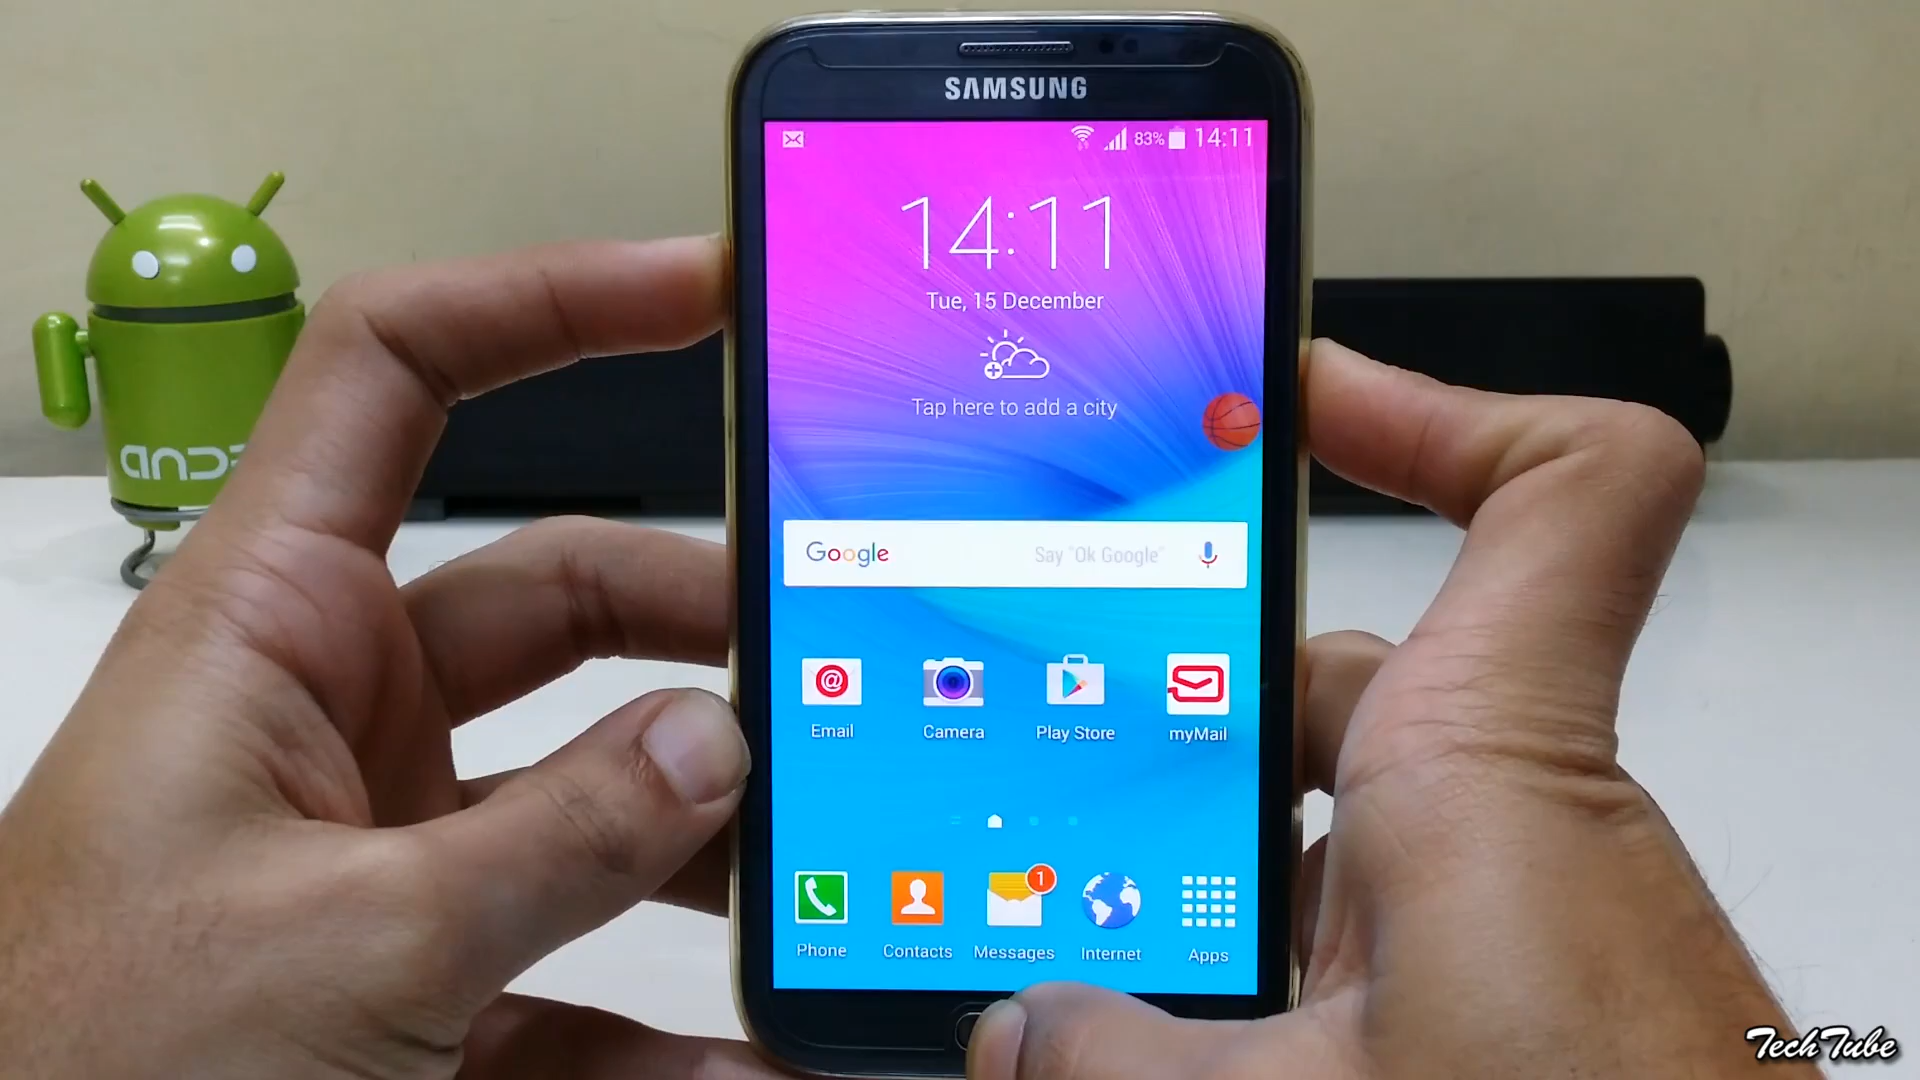 SAMSUNG
83% 14:11
14:11
Tue, 15 December
Tap here to add a city
Google Say "Ok Google"
Email Camera Play Store myMail
1
Phone Contacts Messages Internet Apps
TechTube